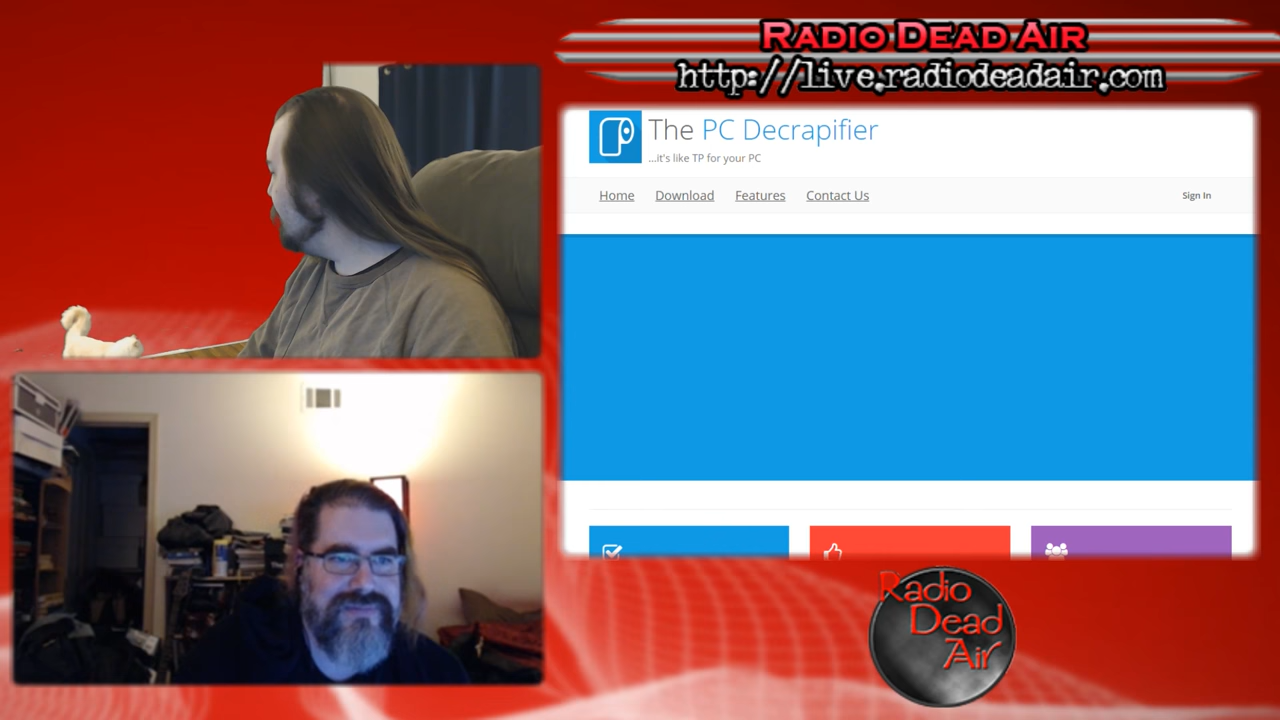 Radio Dead Air
http://live.radiodeadair.com
The PC Decrapifier
...it's like TP for your PC
Home Download Features Contact Us Sign In
Radio
Dead
Air